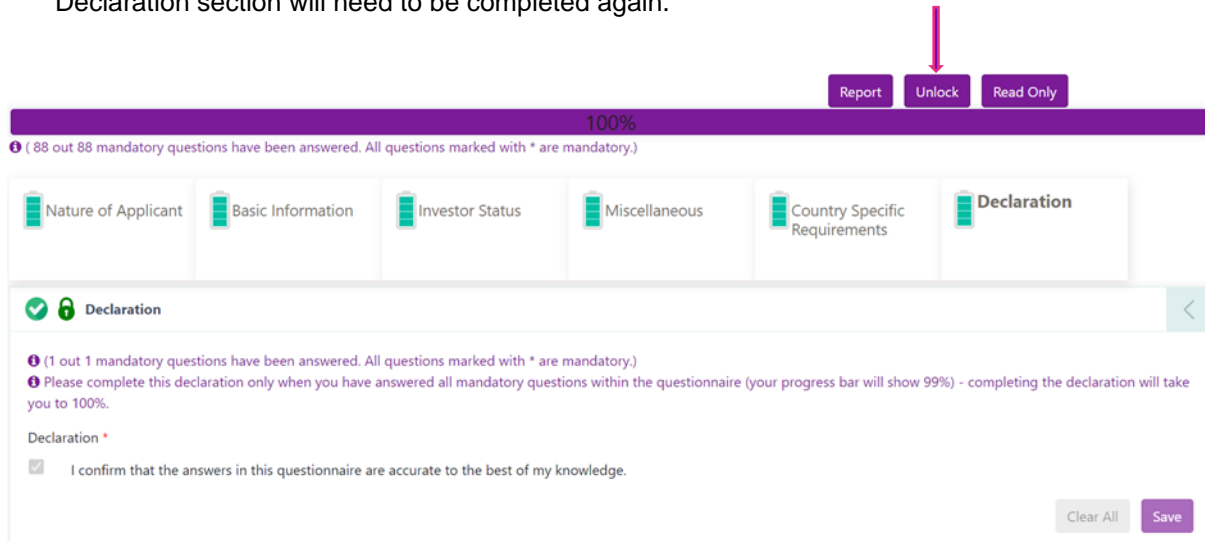 Declaration section will need to be completed again.
Report Unlock Read Only
100%
( 88 out 88 mandatory questions have been answered. All questions marked with * are mandatory.)
Nature of Applicant
Basic Information
Investor Status
Miscellaneous
Country Specific
Requirements
Declaration
Declaration
(1 out 1 mandatory questions have been answered. All questions marked with * are mandatory.)
Please complete this declaration only when you have answered all mandatory questions within the questionnaire (your progress bar will show 99%) - completing the declaration will take
you to 100%.
Declaration *
I confirm that the answers in this questionnaire are accurate to the best of my knowledge.
Clear All Save